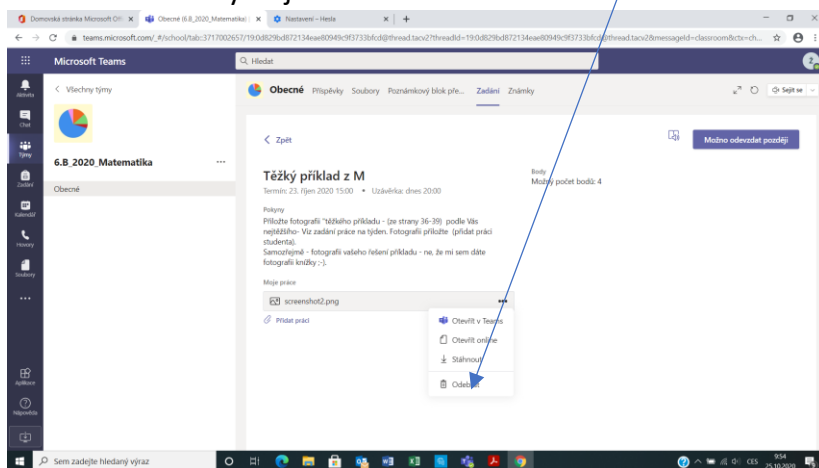 Domovská stránka Microsoft Offi
Obecné (6.B_2020_Matematika) |
Nastavení – Hesla
teams.microsoft.com/_#/school/tab::3717002657/19:0d829bd872134eae80949c9f3733bfcd@thread.tacv2?threadId=19:0d829bd872134eae80949c9f3733bfcd@thread.tacv2&messageId=classroom&ctx=ch...
Microsoft Teams
Hledat
Aktivita
Chat
Týmy
Zadání
Kalendář
Hovory
Soubory
Aplikace
Nápověda
Všechny týmy
6.B_2020_Matematika
Obecné
Obecné Příspěvky Soubory Poznámkový blok pře... Zadání Známky
Sejít se
Zpět
Možno odevzdat později
Těžký příklad z M
Termín: 23. říjen 2020 15:00 • Uzávěrka: dnes 20:00
Body
Možný počet bodů: 4
Pokyny
Přiložte fotografii "těžkého příkladu - (ze strany 36-39) podle Vás
nejtěžšího- Viz zadání práce na týden. Fotografii přiložte (přidat práci
studenta).
Samozřejmě - fotografii vašeho řešení příkladu - ne, že mi sem dáte
fotografii knížky ;-).
Moje práce
screenshot2.png
Přidat práci
Otevřít v Teams
Otevřít online
Stáhnout
Odebrat
Sem zadejte hledaný výraz
CES
9:54
25.10.2020